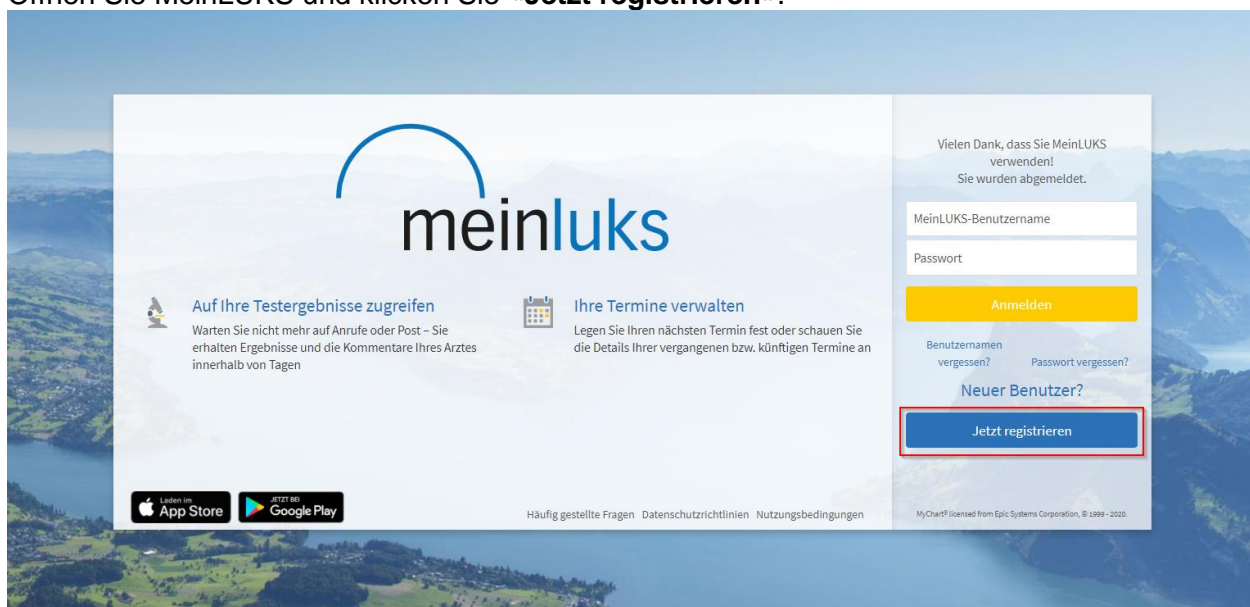 Öffnen Sie MeinLUKS und klicken Sie «Jetzt registrieren».
meinluks
Auf Ihre Testergebnisse zugreifen
Warten Sie nicht mehr auf Anrufe oder Post – Sie
erhalten Ergebnisse und die Kommentare Ihres Arztes
innerhalb von Tagen
Ihre Termine verwalten
Legen Sie Ihren nächsten Termin fest oder schauen Sie
die Details Ihrer vergangenen bzw. künftigen Termine an
Laden im
App Store
JETZT BEI
Google Play
Häufig gestellte Fragen Datenschutzrichtlinien Nutzungsbedingungen
Vielen Dank, dass Sie MeinLUKS
verwenden!
Sie wurden abgemeldet.
MeinLUKS-Benutzername
Passwort
Anmelden
Benutzernamen
vergessen?
Passwort vergessen?
Neuer Benutzer?
Jetzt registrieren
MyChart® licensed from Epic Systems Corporation, © 1999 - 2020.